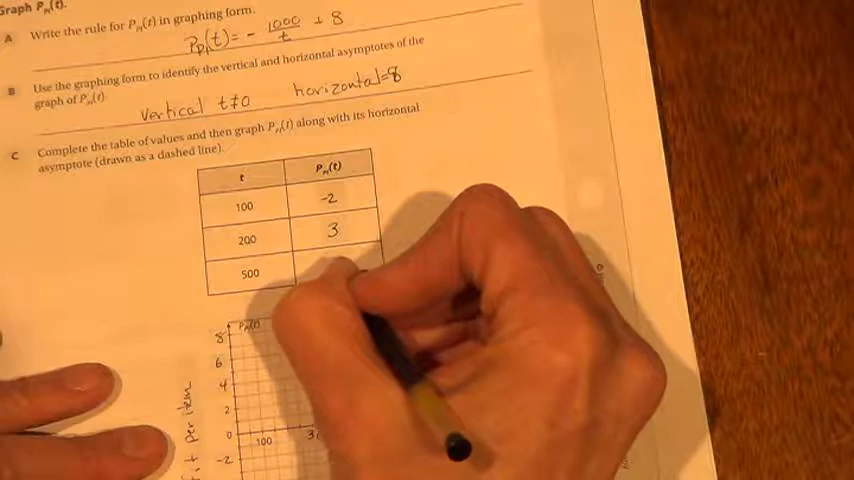 Graph Pₙ(t).
A Write the rule for Pₙ(t) in graphing form.
Pₚₙ(t) = - 1000/t + 8
B Use the graphing form to identify the vertical and horizontal asymptotes of the
graph of Pₙ(t).
vertical t≠0 horizontal=8
C Complete the table of values and then graph Pₙ(t) along with its horizontal
asymptote (drawn as a dashed line).
t Pₙ(t)
100 -2
200 3
500
Pₙ(t)
8
6
4
2
0 100
-2
per item